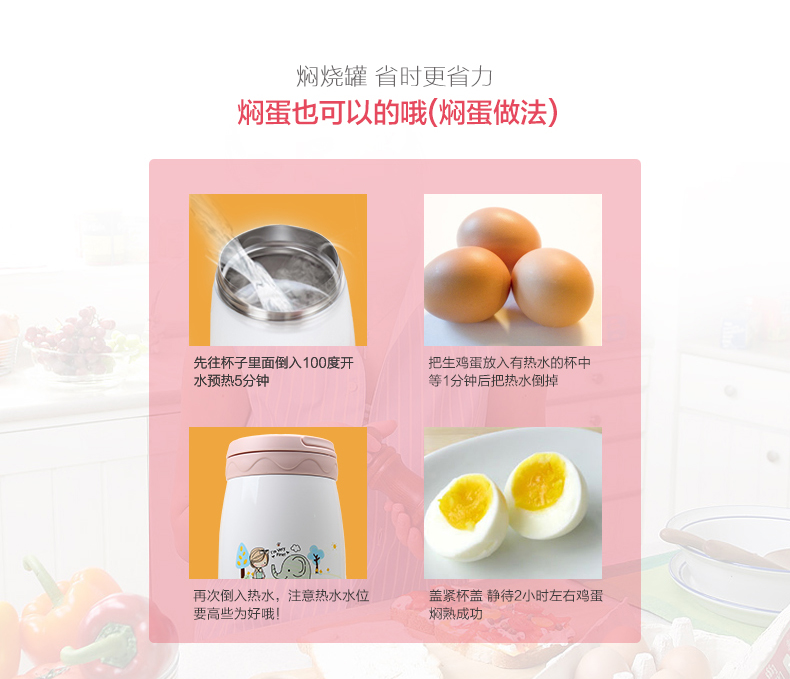 焖烧罐 省时更省力
焖蛋也可以的哦(焖蛋做法)
先往杯子里面倒入100度开
水预热5分钟
把生鸡蛋放入有热水的杯中
等1分钟后把热水倒掉
再次倒入热水，注意热水水位
要高些为好哦!
盖紧杯盖 静待2小时左右鸡蛋
焖熟成功